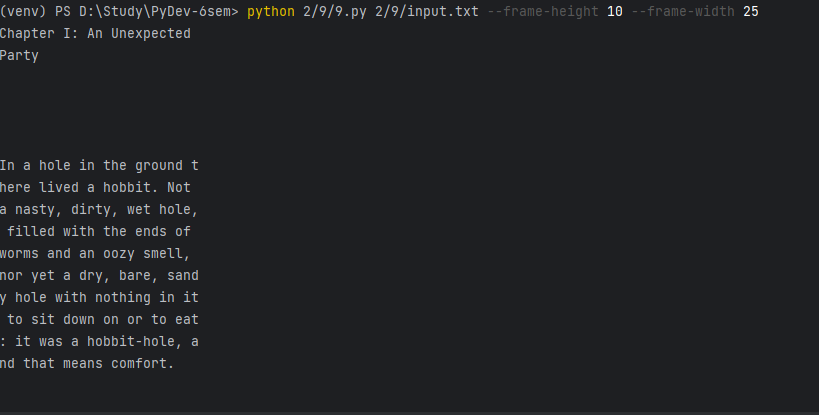 (venv) PS D:\Study\PyDev-6sem> python 2/9/9.py 2/9/input.txt --frame-height 10 --frame-width 25
Chapter I: An Unexpected
Party
In a hole in the ground t
here lived a hobbit. Not
a nasty, dirty, wet hole,
 filled with the ends of
worms and an oozy smell,
nor yet a dry, bare, sand
y hole with nothing in it
 to sit down on or to eat
: it was a hobbit-hole, a
nd that means comfort.